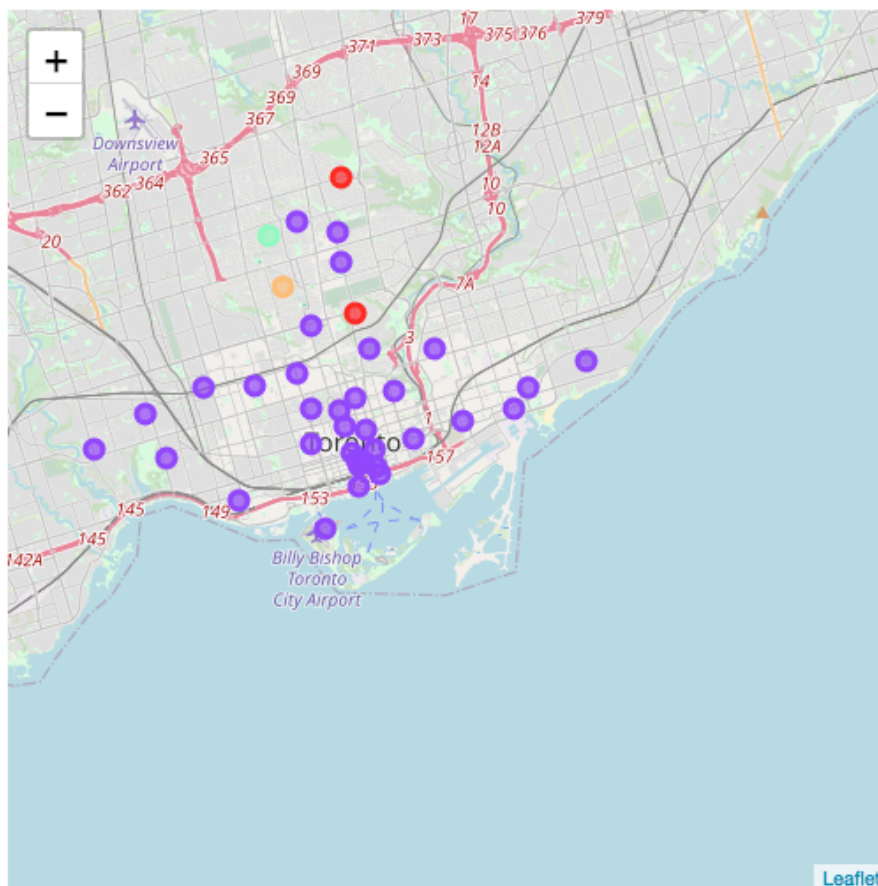 17
379
+
371
373
375 376
369
14
−
369
367
12B
Downsview
12A
Airport
365
362 364
10
10
20
7A
3
1
Toronto
157
153
149
145
145
142A
Billy Bishop
Toronto
City Airport
Leaflet